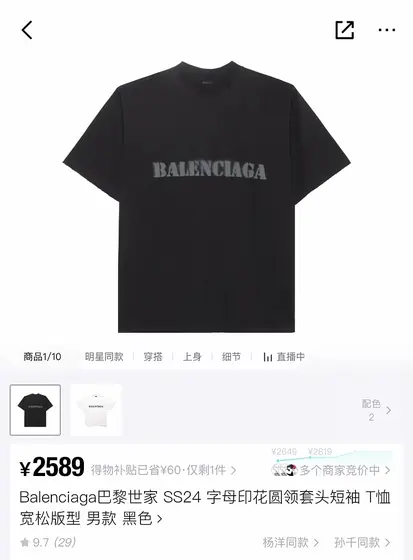 BALENCIAGA
商品1/10
明星同款
穿搭
上身
细节
直播中
BALENCIAGA
配色
2
¥2589 得物补贴已省¥60·仅剩1件
¥2649 ¥2619
多个商家竞价中
Balenciaga巴黎世家 SS24 字母印花圆领套头短袖 T恤
宽松版型 男款 黑色
★ 9.7 (29)
杨洋同款
孙千同款